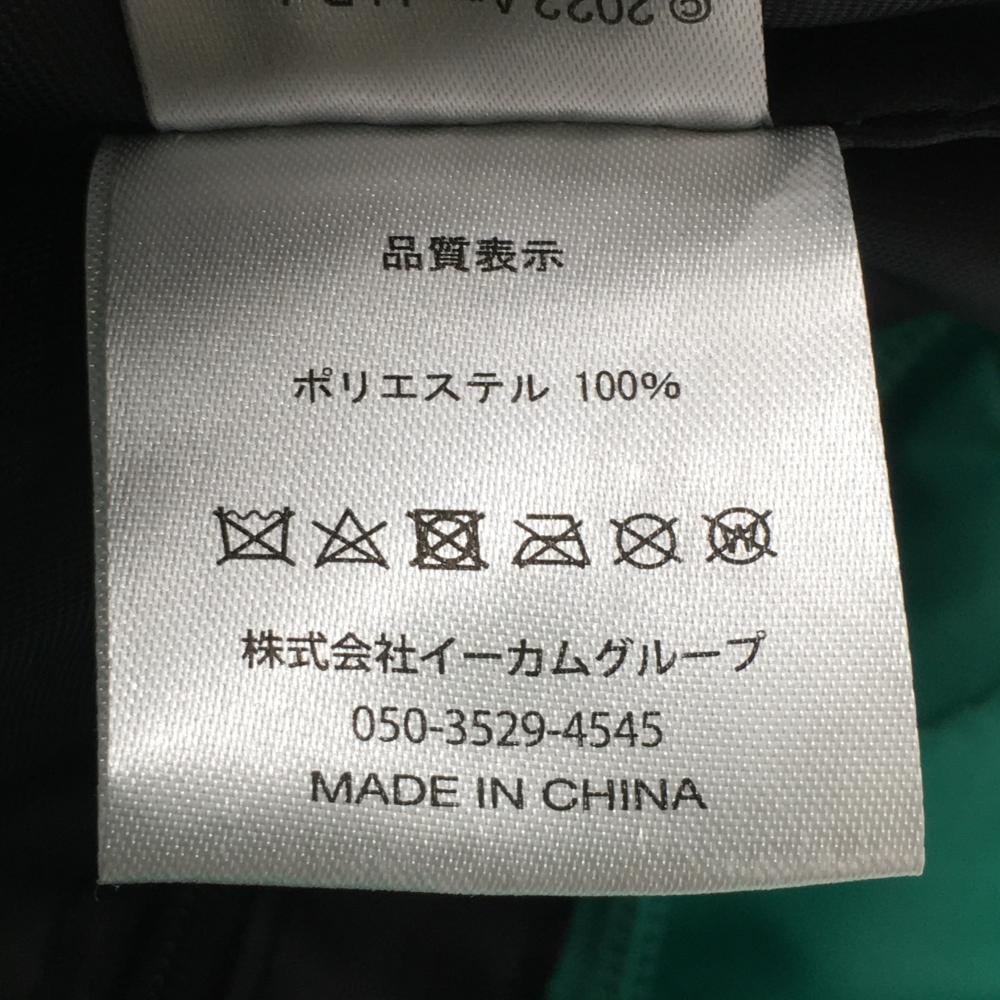 © 2022
品質表示
ポリエステル 100%
W
株式会社イーカムグループ
050-3529-4545
MADE IN CHINA